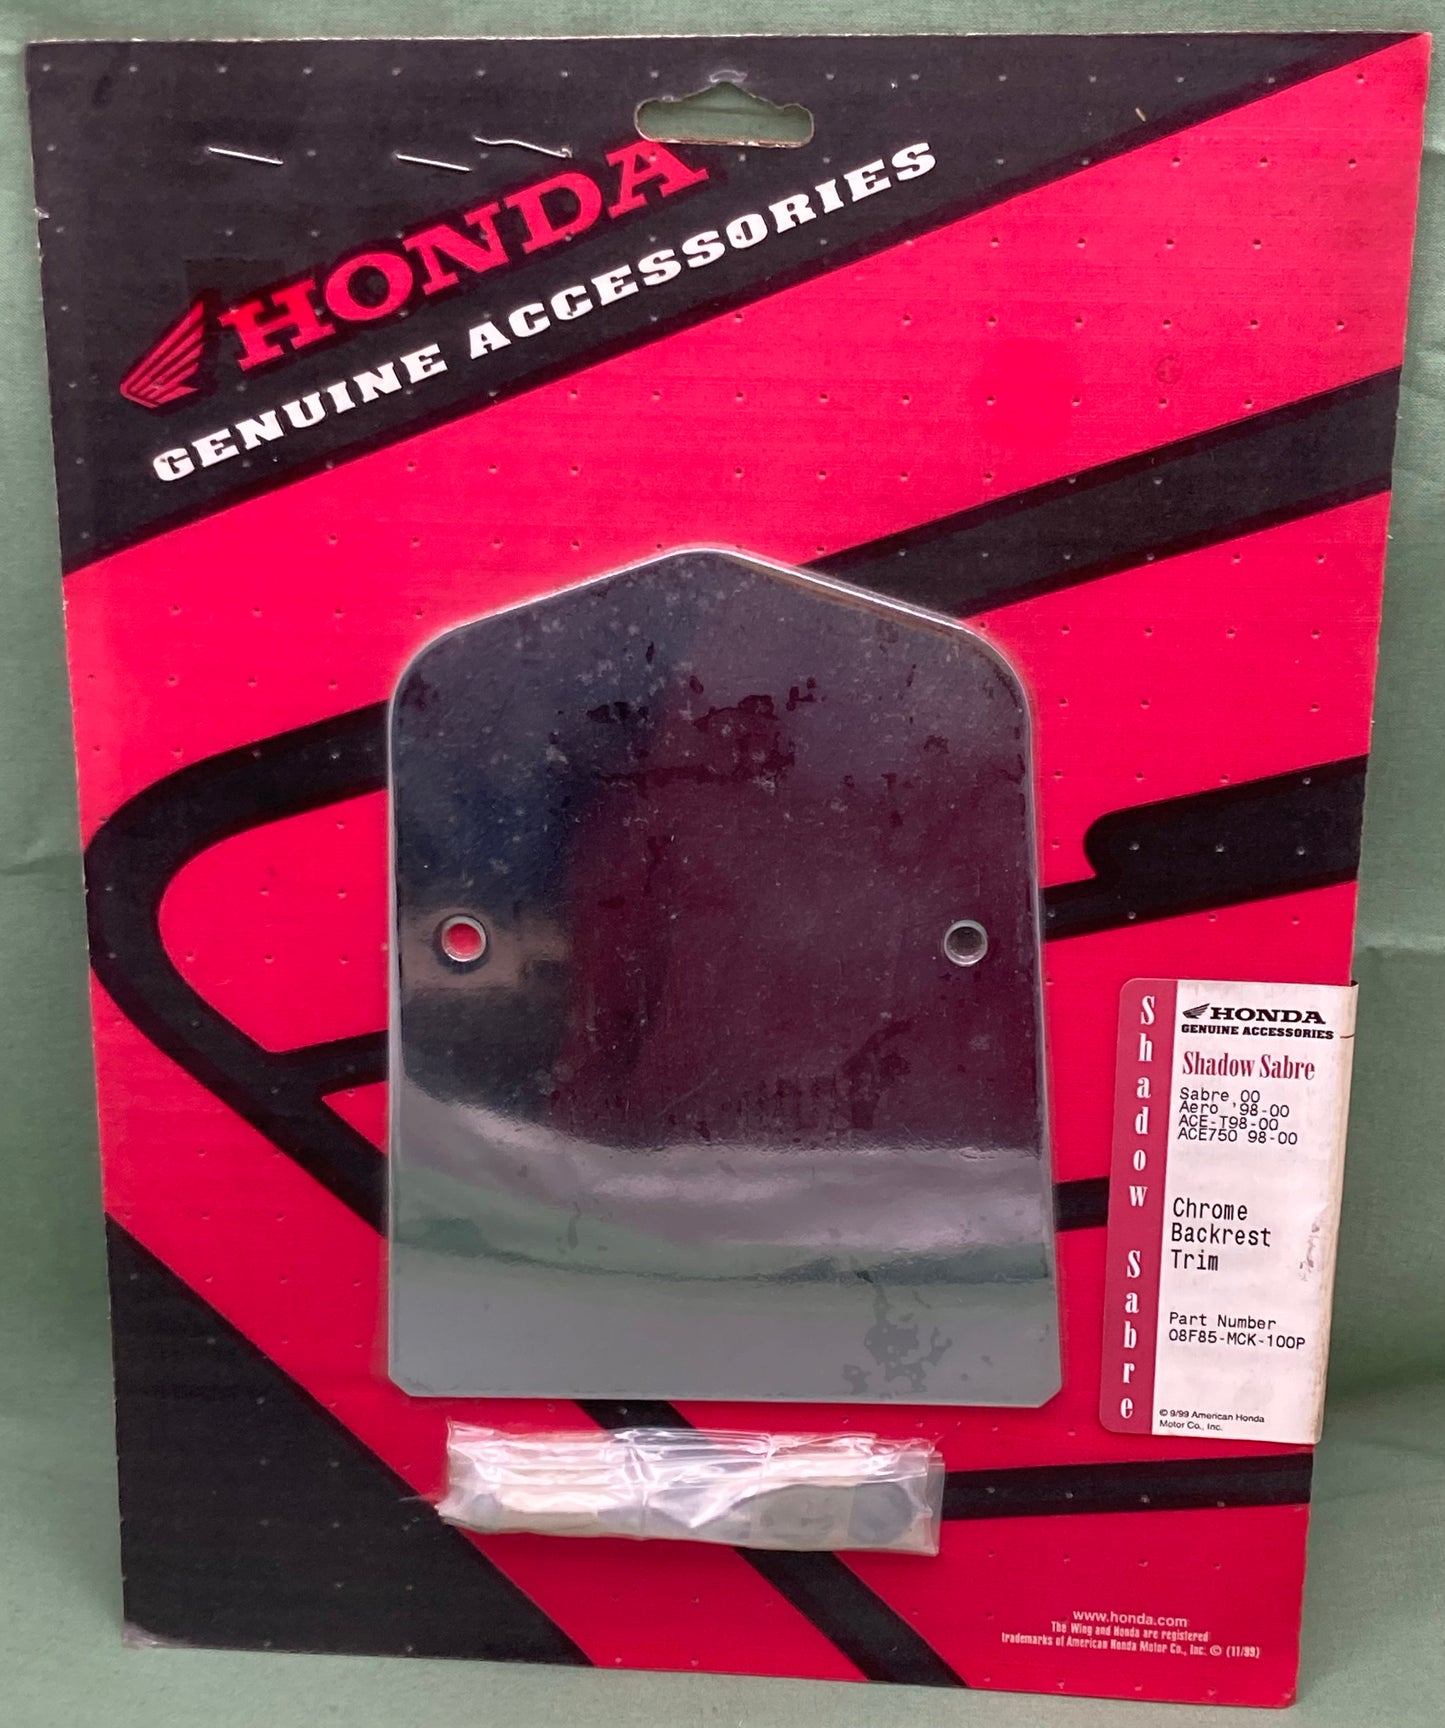 HONDA
GENUINE ACCESSORIES
Shadow Sabre
HONDA
GENUINE ACCESSORIES
Shadow Sabre
Sabre 00
Aero '98-00
ACE-T98-00
ACE750 98-00
Chrome
Backrest
Trim
Part Number
08F85-MCK-100P
© 9/99 American Honda
Motor Co., Inc.
www.honda.com
The Wing and Honda are registered
trademarks of American Honda Motor Co., Inc. © (11/99)